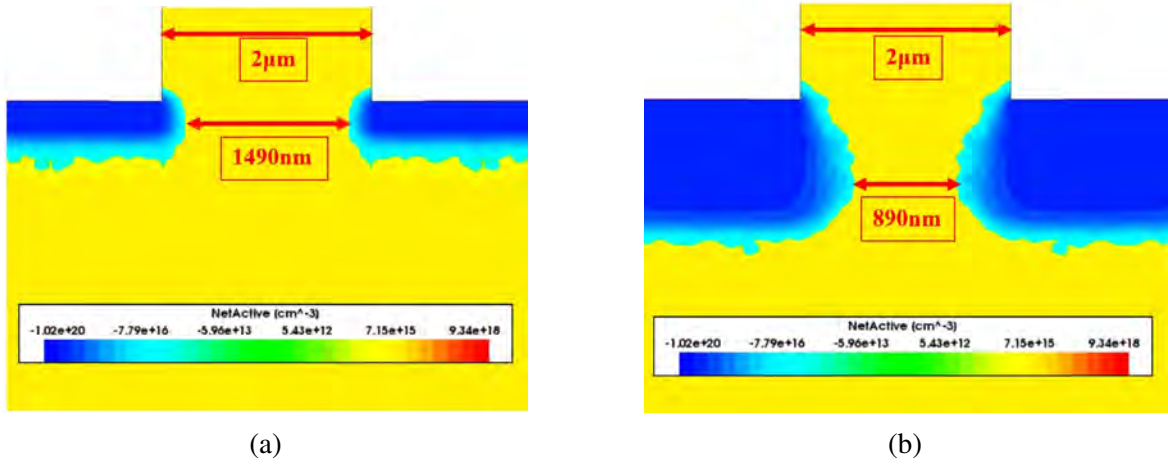 2μm
1490nm
NetActive (cm^-3)
-1.02e+20 -7.79e+16 -5.96e+13 5.43e+12 7.15e+15 9.34e+18
(a)
2μm
890nm
NetActive (cm^-3)
-1.02e+20 -7.79e+16 -5.96e+13 5.43e+12 7.15e+15 9.34e+18
(b)